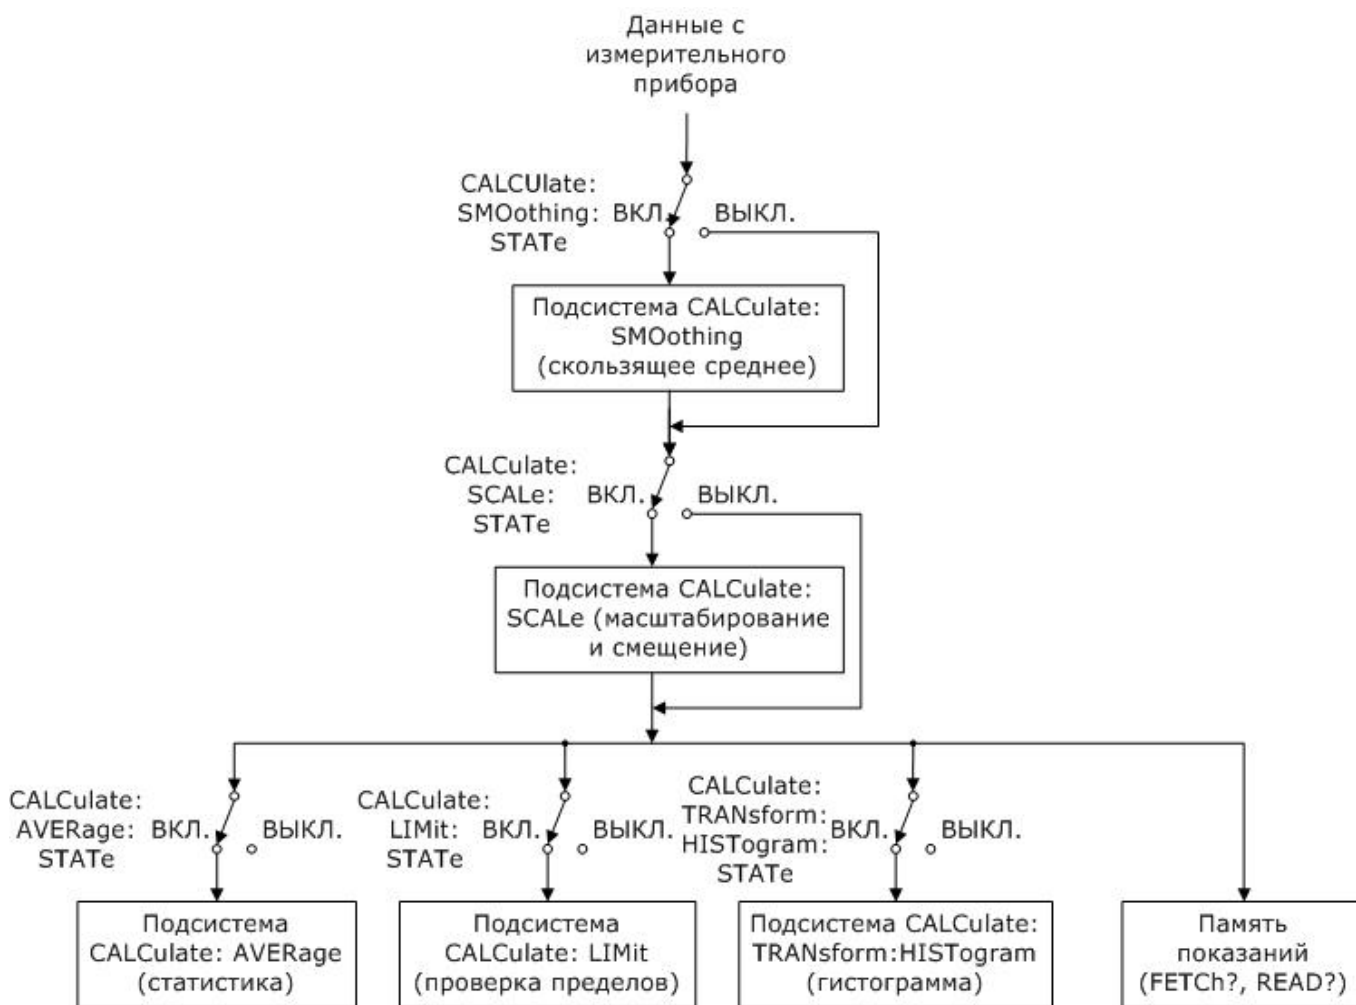 Данные с
измерительного
прибора
CALCUlate:
SMOothing: ВКЛ. ВЫКЛ.
STATe
Подсистема CALCulate:
SMOothing
(скользящее среднее)
CALCulate:
SCALe: ВКЛ. ВЫКЛ.
STATe
Подсистема CALCulate:
SCALe (масштабирование
и смещение)
CALCulate:
AVERage: ВКЛ. ВЫКЛ.
STATe
CALCulate:
LIMit: ВКЛ. ВЫКЛ.
STATe
CALCulate:
TRANsform:
HISTogram: ВКЛ. ВЫКЛ.
STATe
Подсистема
CALCulate: AVERage
(статистика)
Подсистема
CALCulate: LIMit
(проверка пределов)
Подсистема CALCulate:
TRANsform:HISTogram
(гистограмма)
Память
показаний
(FETCh?, READ?)